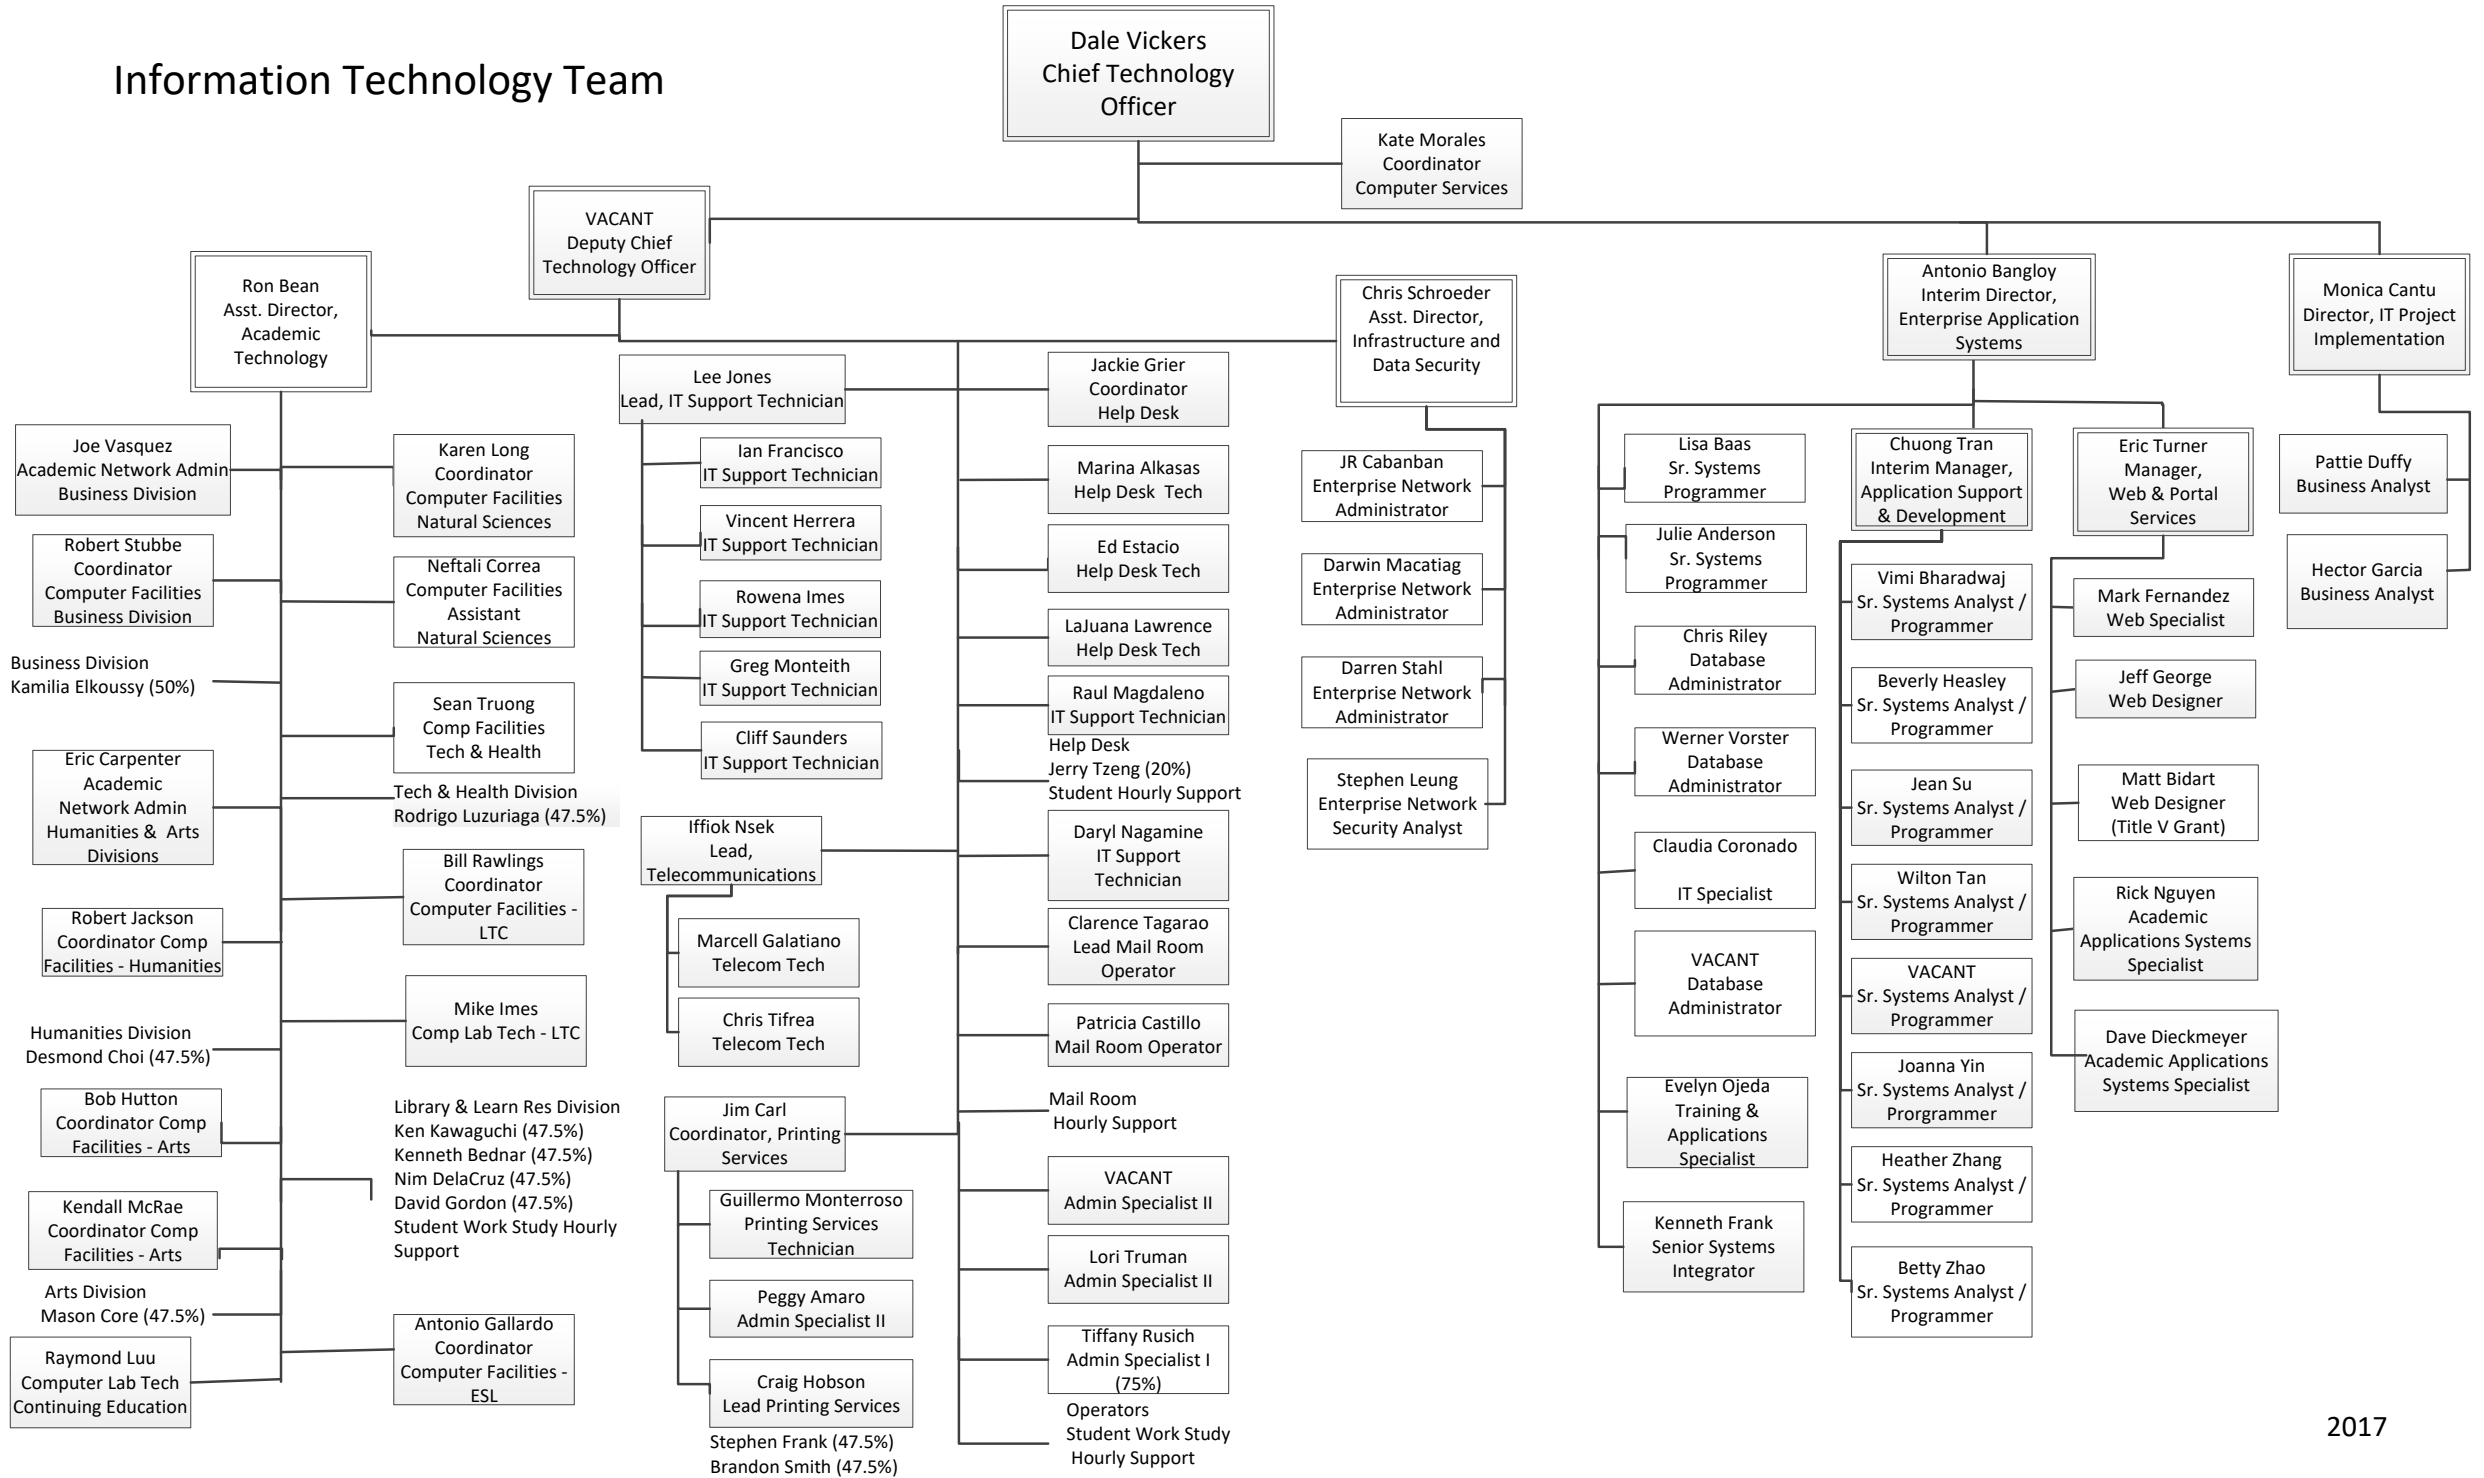 Information Technology Team
Dale Vickers
Chief Technology
Officer
Kate Morales
Coordinator
Computer Services
VACANT
Deputy Chief
Technology Officer
Ron Bean
Asst. Director,
Academic
Technology
Chris Schroeder
Asst. Director,
Infrastructure and
Data Security
Antonio Bangloy
Interim Director,
Enterprise Application
Systems
Monica Cantu
Director, IT Project
Implementation
Joe Vasquez
Academic Network Admin
Business Division
Robert Stubbe
Coordinator
Computer Facilities
Business Division
Business Division
Kamilia Elkoussy (50%)
Eric Carpenter
Academic
Network Admin
Humanities & Arts
Divisions
Robert Jackson
Coordinator Comp
Facilities - Humanities
Humanities Division
Desmond Choi (47.5%)
Bob Hutton
Coordinator Comp
Facilities - Arts
Kendall McRae
Coordinator Comp
Facilities - Arts
Arts Division
Mason Core (47.5%)
Raymond Luu
Computer Lab Tech
Continuing Education
Karen Long
Coordinator
Computer Facilities
Natural Sciences
Neftali Correa
Computer Facilities
Assistant
Natural Sciences
Sean Truong
Comp Facilities
Tech & Health
Tech & Health Division
Rodrigo Luzuriaga (47.5%)
Bill Rawlings
Coordinator
Computer Facilities -
LTC
Mike Imes
Comp Lab Tech - LTC
Library & Learn Res Division
Ken Kawaguchi (47.5%)
Kenneth Bednar (47.5%)
Nim DelaCruz (47.5%)
David Gordon (47.5%)
Student Work Study Hourly
Support
Antonio Gallardo
Coordinator
Computer Facilities -
ESL
Lee Jones
Lead, IT Support Technician
Ian Francisco
IT Support Technician
Vincent Herrera
IT Support Technician
Rowena Imes
IT Support Technician
Greg Monteith
IT Support Technician
Cliff Saunders
IT Support Technician
Iffiok Nsek
Lead,
Telecommunications
Marcell Galatiano
Telecom Tech
Chris Tifrea
Telecom Tech
Jim Carl
Coordinator, Printing
Services
Guillermo Monterroso
Printing Services
Technician
Peggy Amaro
Admin Specialist II
Craig Hobson
Lead Printing Services
Stephen Frank (47.5%)
Brandon Smith (47.5%)
Jackie Grier
Coordinator
Help Desk
Marina Alkasas
Help Desk Tech
Ed Estacio
Help Desk Tech
LaJuana Lawrence
Help Desk Tech
Raul Magdaleno
IT Support Technician
Help Desk
Jerry Tzeng (20%)
Student Hourly Support
Daryl Nagamine
IT Support
Technician
Clarence Tagarao
Lead Mail Room
Operator
Patricia Castillo
Mail Room Operator
Mail Room
Hourly Support
VACANT
Admin Specialist II
Lori Truman
Admin Specialist II
Tiffany Rusich
Admin Specialist I
(75%)
Operators
Student Work Study
Hourly Support
JR Cabanban
Enterprise Network
Administrator
Darwin Macatiag
Enterprise Network
Administrator
Darren Stahl
Enterprise Network
Administrator
Stephen Leung
Enterprise Network
Security Analyst
Lisa Baas
Sr. Systems
Programmer
Julie Anderson
Sr. Systems
Programmer
Chris Riley
Database
Administrator
Werner Vorster
Database
Administrator
Claudia Coronado
IT Specialist
VACANT
Database
Administrator
Evelyn Ojeda
Training &
Applications
Specialist
Kenneth Frank
Senior Systems
Integrator
Chuong Tran
Interim Manager,
Application Support
& Development
Vimi Bharadwaj
Sr. Systems Analyst /
Programmer
Beverly Heasley
Sr. Systems Analyst /
Programmer
Jean Su
Sr. Systems Analyst /
Programmer
Wilton Tan
Sr. Systems Analyst /
Programmer
VACANT
Sr. Systems Analyst /
Programmer
Joanna Yin
Sr. Systems Analyst /
Prorgrammer
Heather Zhang
Sr. Systems Analyst /
Programmer
Betty Zhao
Sr. Systems Analyst /
Programmer
Eric Turner
Manager,
Web & Portal
Services
Mark Fernandez
Web Specialist
Jeff George
Web Designer
Matt Bidart
Web Designer
(Title V Grant)
Rick Nguyen
Academic
Applications Systems
Specialist
Dave Dieckmeyer
Academic Applications
Systems Specialist
Pattie Duffy
Business Analyst
Hector Garcia
Business Analyst
2017